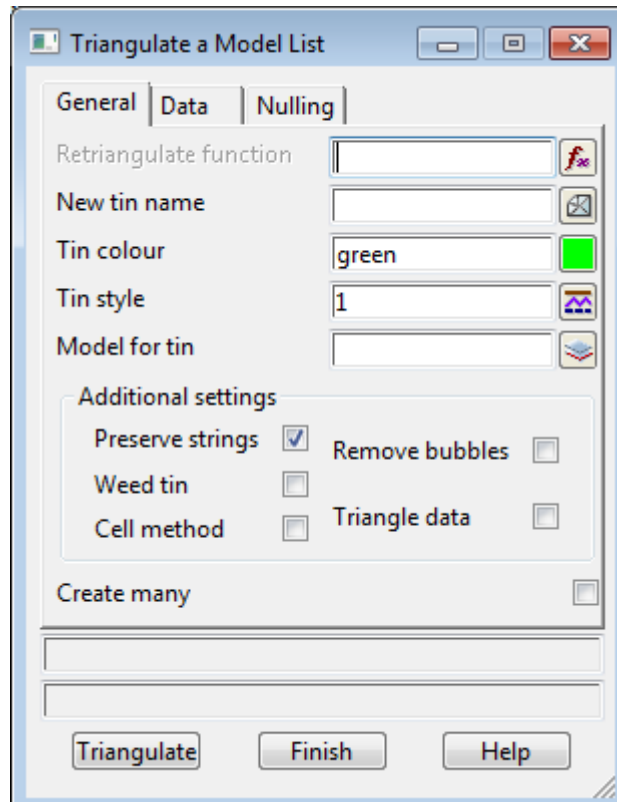 Triangulate a Model List
General Data Nulling
Retriangulate function
New tin name
Tin colour green
Tin style 1
Model for tin
Additional settings
Preserve strings Remove bubbles
Weed tin
Cell method Triangle data
Create many
Triangulate Finish Help